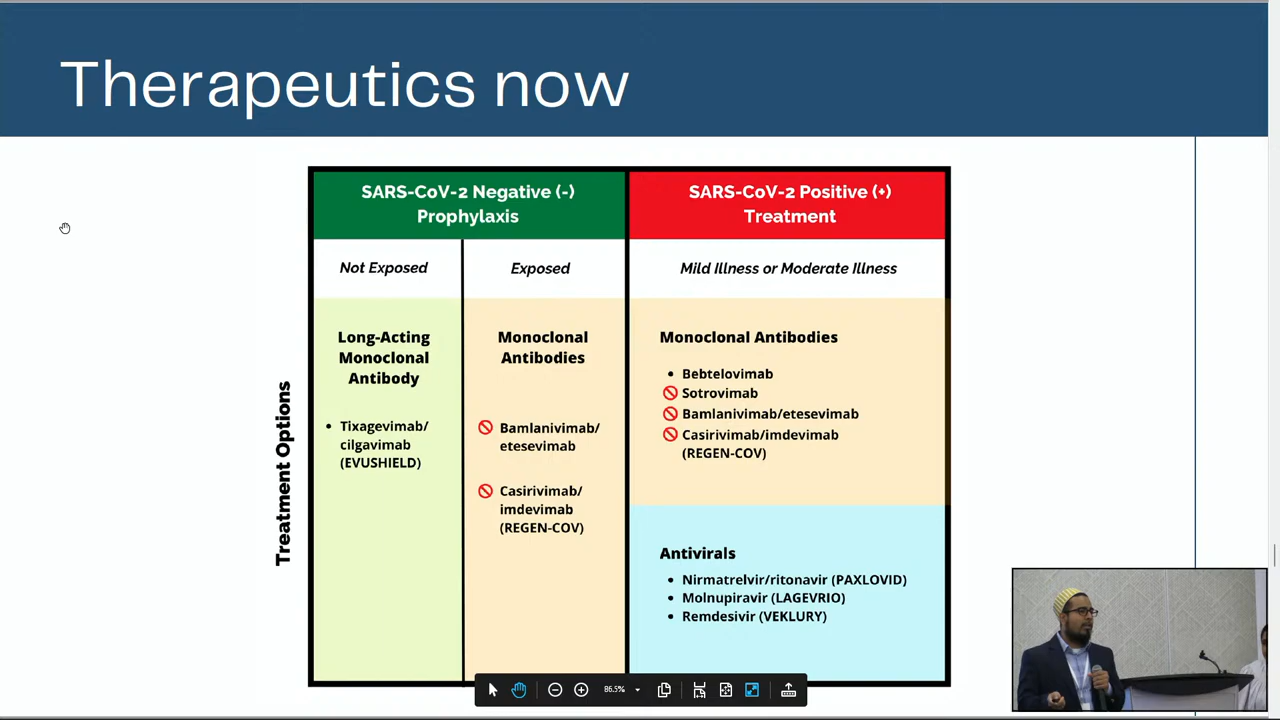 Therapeutics now
SARS-CoV-2 Negative (-)
Prophylaxis
SARS-CoV-2 Positive (+)
Treatment
Not Exposed
Exposed
Mild Illness or Moderate Illness
Treatment Options
Long-Acting
Monoclonal
Antibody
• Tixagevimab/
cilgavimab
(EVUSHIELD)
Monoclonal
Antibodies
Bamlanivimab/
etesevimab
Casirivimab/
imdevimab
(REGEN-COV)
Monoclonal Antibodies
• Bebtelovimab
Sotrovimab
Bamlanivimab/etesevimab
Casirivimab/imdevimab
(REGEN-COV)
Antivirals
• Nirmatrelvir/ritonavir (PAXLOVID)
• Molnupiravir (LAGEVRIO)
• Remdesivir (VEKLURY)
86.5%